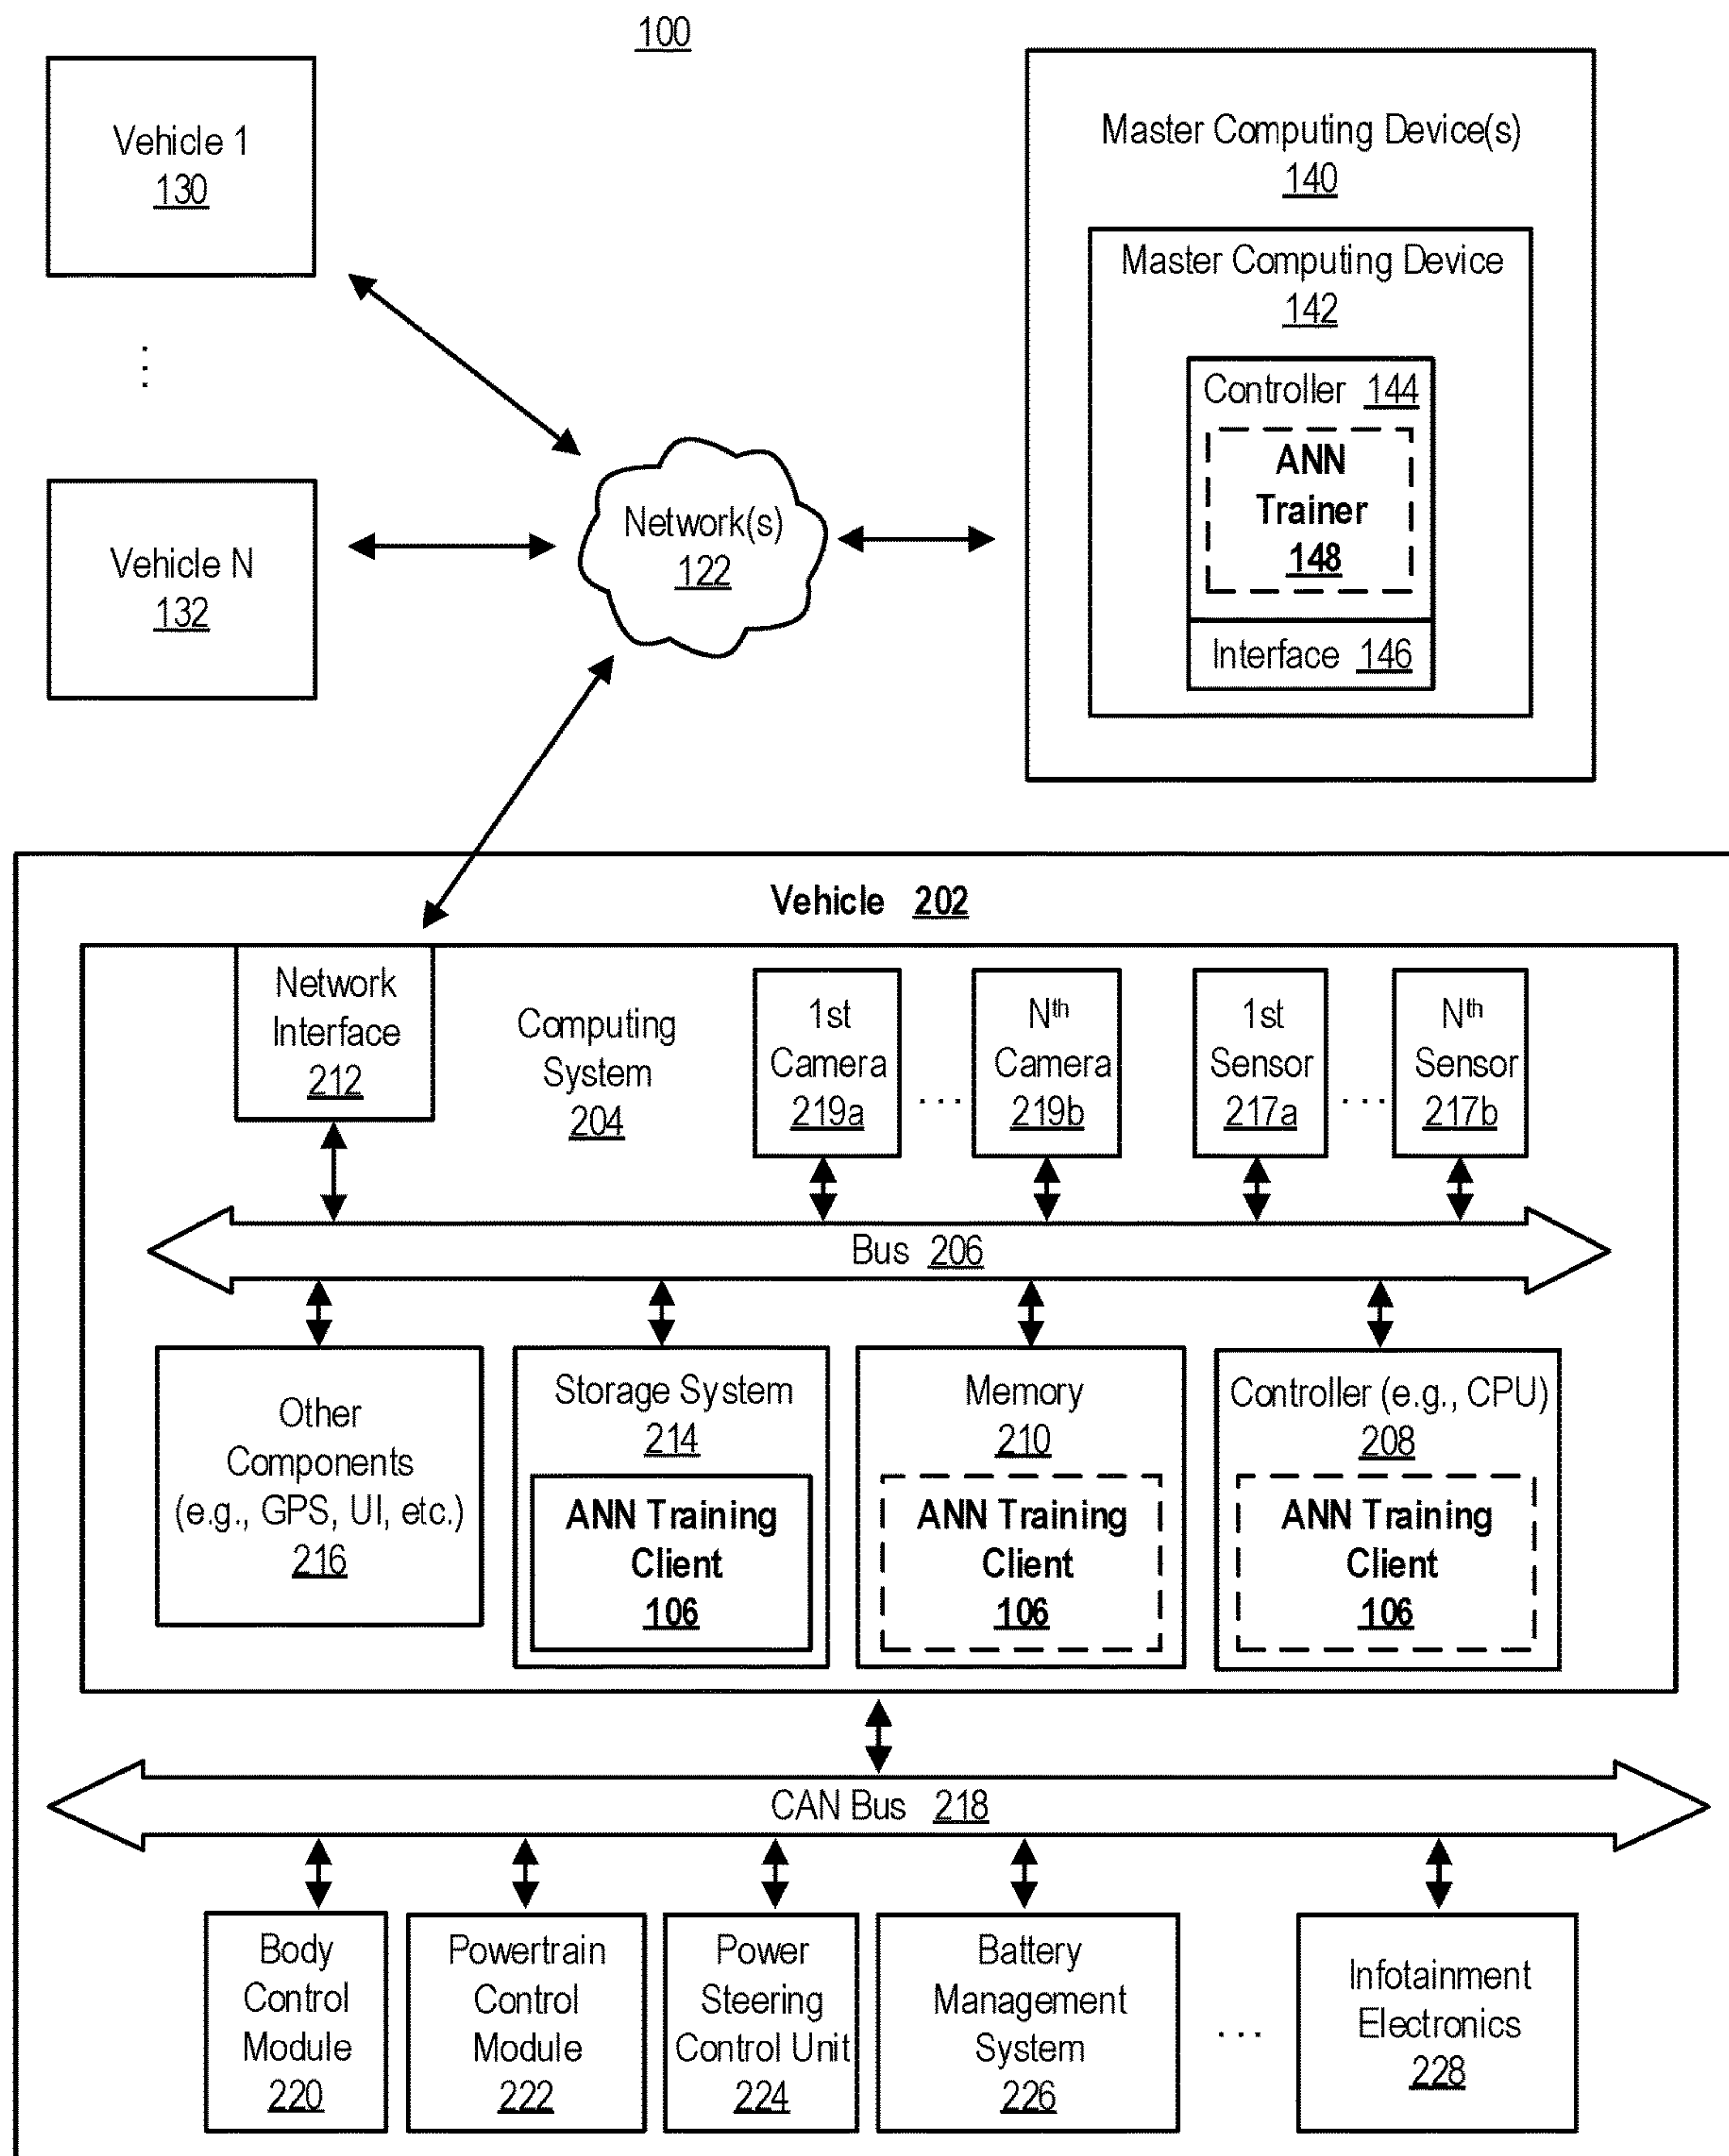 100
Vehicle 1
130
⋮
Vehicle N
132
Network(s)
122
Master Computing Device(s)
140
Master Computing Device
142
Controller 144
ANN
Trainer
148
Interface 146
Vehicle 202
Network
Interface
212
Computing
System
204
1st
Camera
219a
...
Nth
Camera
219b
1st
Sensor
217a
...
Nth
Sensor
217b
Bus 206
Other
Components
(e.g., GPS, UI, etc.)
216
Storage System
214
ANN Training
Client
106
Memory
210
ANN Training
Client
106
Controller (e.g., CPU)
208
ANN Training
Client
106
CAN Bus 218
Body
Control
Module
220
Powertrain
Control
Module
222
Power
Steering
Control Unit
224
Battery
Management
System
226
...
Infotainment
Electronics
228